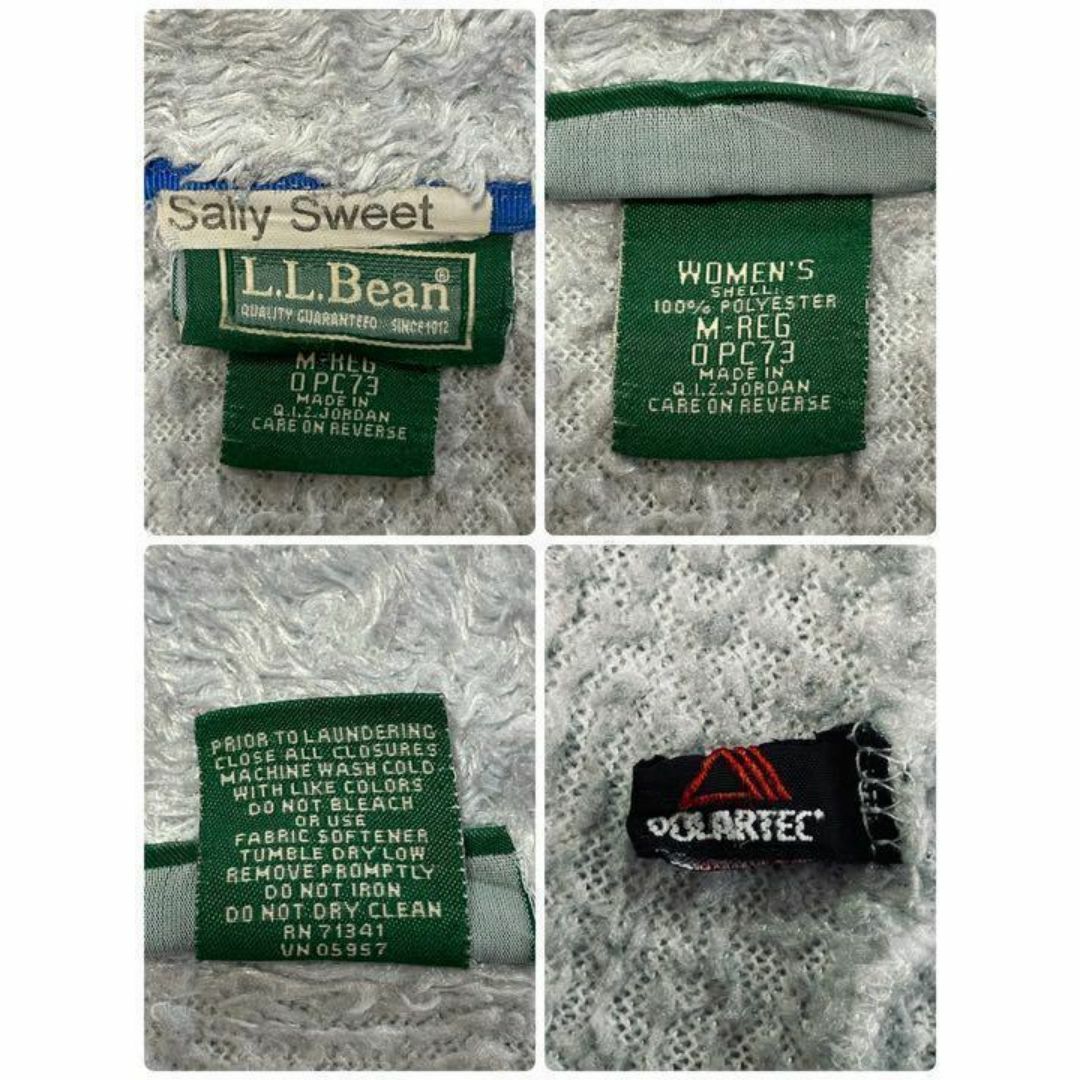 Sally Sweet
L.L.Bean®
QUALITY GUARANTEED SINCE 1912
M-REG
0 PC73
MADE IN
Q.I.Z.JORDAN
CARE ON REVERSE
WOMEN'S
SHELL:
100% POLYESTER
M-REG
0 PC73
MADE IN
Q.I.Z.JORDAN
CARE ON REVERSE
PRIOR TO LAUNDERING
CLOSE ALL CLOSURES
MACHINE WASH COLD
WITH LIKE COLORS
DO NOT BLEACH
OR USE
FABRIC SOFTENER
TUMBLE DRY LOW
REMOVE PROMPTLY
DO NOT IRON
DO NOT DRY CLEAN
RN 71341
VN 05957
POLARTEC